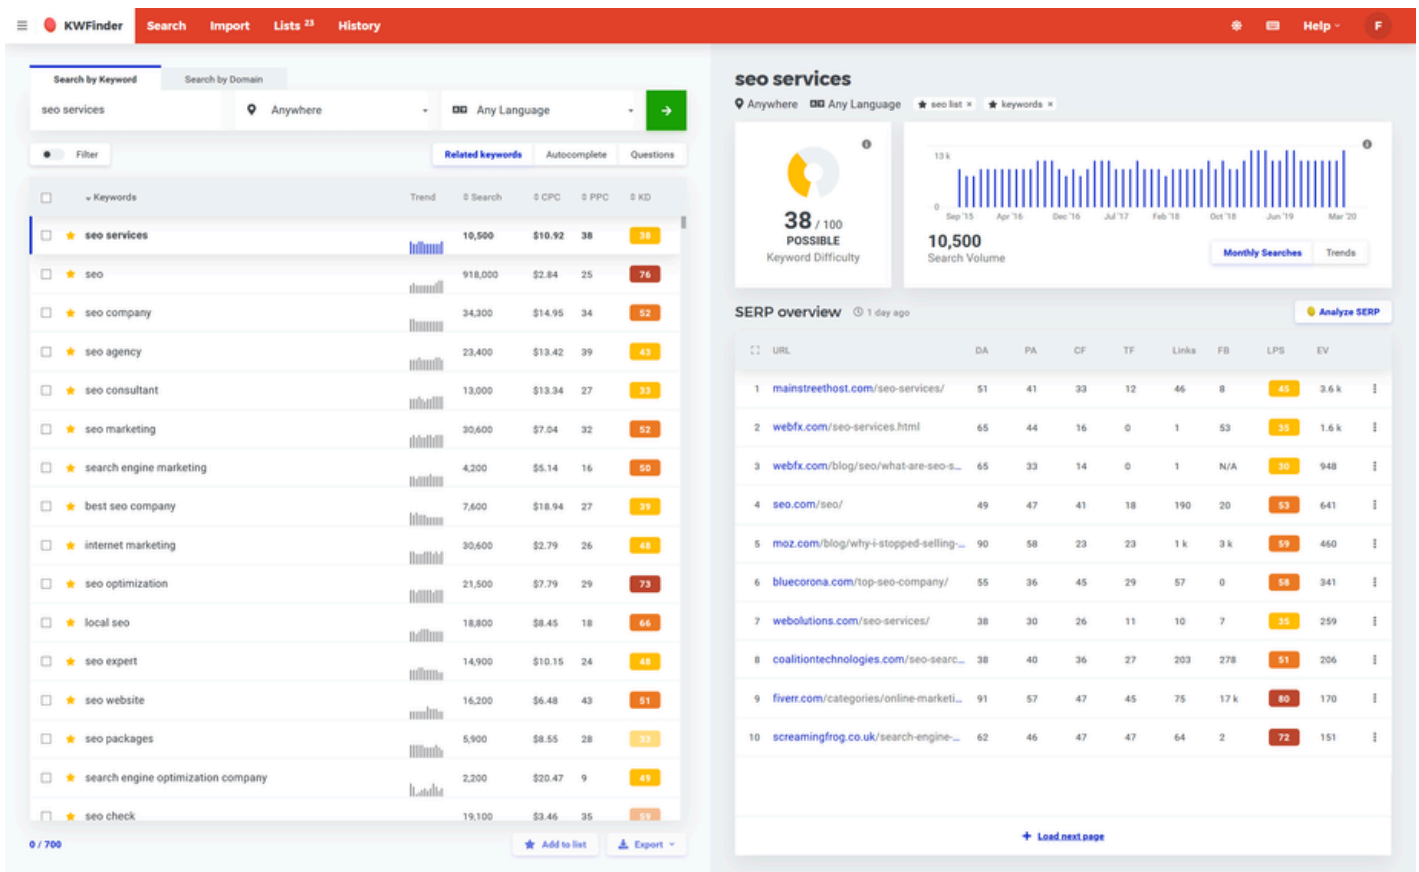 KWFinder Search Import Lists 23 History Help F
Search by Keyword Search by Domain
seo services Anywhere Any Language
Filter Related keywords Autocomplete Questions
Keywords Trend Search CPC PPC KD
seo services 10,500 $10.92 38 38
seo 918,000 $2.84 25 76
seo company 34,300 $14.95 34 52
seo agency 23,400 $13.42 39 43
seo consultant 13,000 $13.34 27 33
seo marketing 30,600 $7.04 32 52
search engine marketing 4,200 $5.14 16 50
best seo company 7,600 $18.94 27 39
internet marketing 30,600 $2.79 26 48
seo optimization 21,500 $7.79 29 73
local seo 18,800 $8.45 18 66
seo expert 14,900 $10.15 24 48
seo website 16,200 $6.48 43 51
seo packages 5,900 $8.55 28 33
search engine optimization company 2,200 $20.47 9 49
seo check 19,100 $3.46 35 59
0 / 700 Add to list Export
seo services
Anywhere Any Language seo list × keywords ×
38 / 100
POSSIBLE
Keyword Difficulty
13 k
0
Sep '15 Apr '16 Dec '16 Jul '17 Feb '18 Oct '18 Jun '19 Mar '20
10,500
Search Volume
Monthly Searches Trends
SERP overview 1 day ago Analyze SERP
URL DA PA CF TF Links FB LPS EV
1 mainstreethost.com/seo-services/ 51 41 33 12 46 8 45 3.6 k
2 webfx.com/seo-services.html 65 44 16 0 1 53 35 1.6 k
3 webfx.com/blog/seo/what-are-seo-s... 65 33 14 0 1 N/A 30 948
4 seo.com/seo/ 49 47 41 18 190 20 53 641
5 moz.com/blog/why-i-stopped-selling-... 90 58 23 23 1 k 3 k 59 460
6 bluecorona.com/top-seo-company/ 55 36 45 29 57 0 58 341
7 webolutions.com/seo-services/ 38 30 26 11 10 7 35 259
8 coalitiontechnologies.com/seo-searc... 38 40 36 27 203 278 51 206
9 fiverr.com/categories/online-marketi... 91 57 47 45 75 17 k 80 170
10 screamingfrog.co.uk/search-engine-... 62 46 47 47 64 2 72 151
+ Load next page